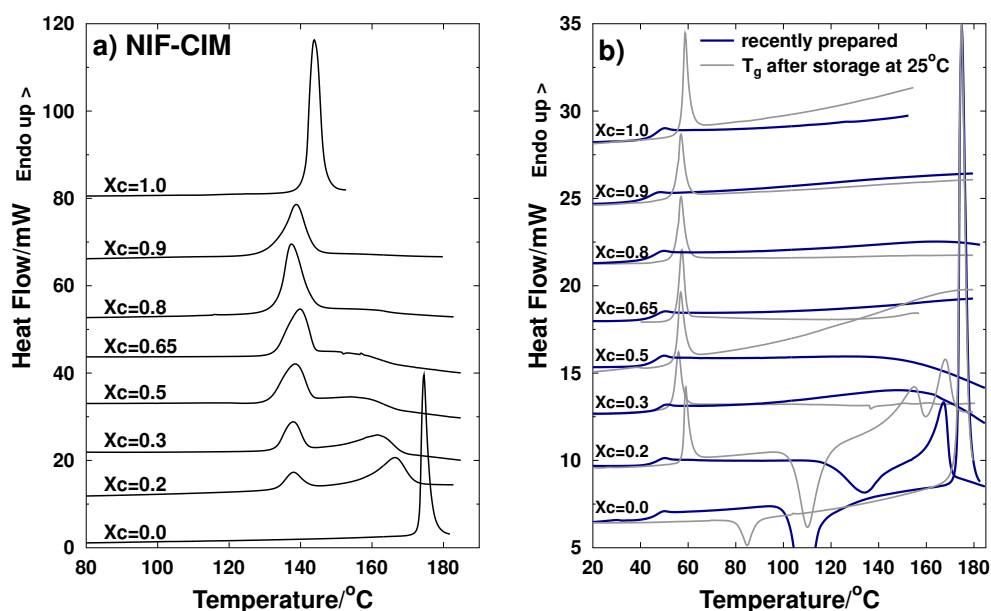 a) NIF-CIM
120
100
80
60
40
20
0
Heat Flow/mW Endo up >
Xc=1.0
Xc=0.9
Xc=0.8
Xc=0.65
Xc=0.5
Xc=0.3
Xc=0.2
Xc=0.0
80 100 120 140 160 180
Temperature/°C
b)
recently prepared
Tg after storage at 25°C
35
30
25
20
15
10
5
Heat Flow/mW Endo up >
Xc=1.0
Xc=0.9
Xc=0.8
Xc=0.65
Xc=0.5
Xc=0.3
Xc=0.2
Xc=0.0
20 40 60 80 100 120 140 160 180
Temperature/°C